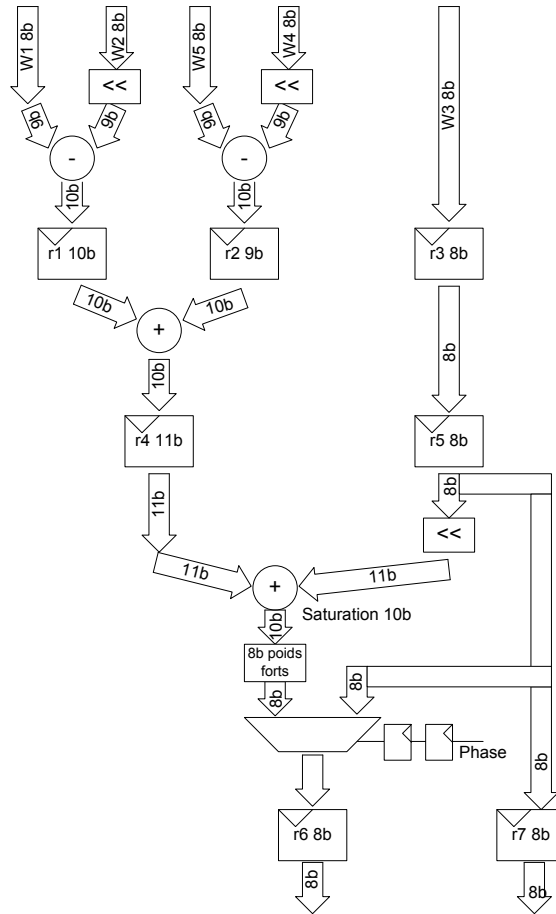 W1 8b
W2 8b
W5 8b
W4 8b
W3 8b
<<
<<
9b
9b
9b
9b
-
-
10b
10b
r1 10b
r2 9b
r3 8b
10b
10b
+
8b
10b
r4 11b
r5 8b
11b
8b
<<
11b
11b
+
Saturation 10b
10b
8b poids
forts
8b
8b
Phase
8b
r6 8b
r7 8b
8b
8b